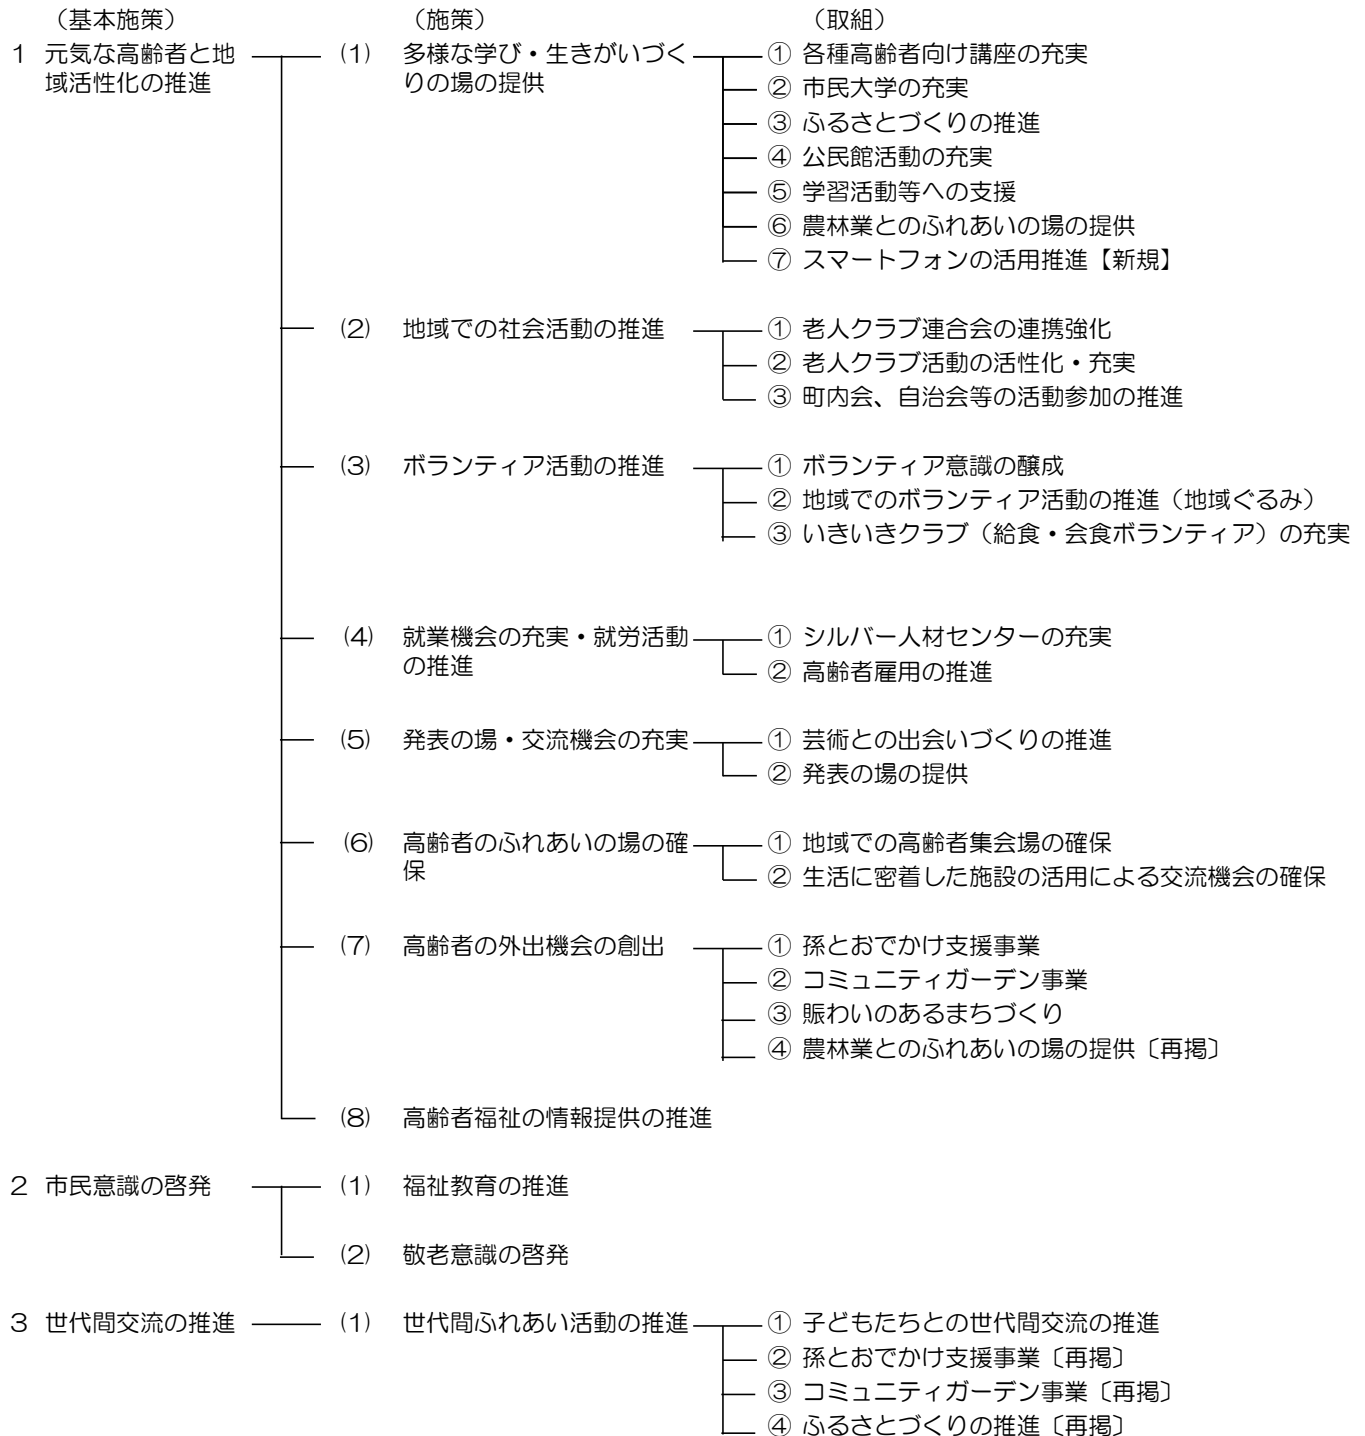 （基本施策） （施策） （取組）
1 元気な高齢者と地 (1) 多様な学び・生きがいづく ① 各種高齢者向け講座の充実
域活性化の推進 りの場の提供 ② 市民大学の充実
③ ふるさとづくりの推進
④ 公民館活動の充実
⑤ 学習活動等への支援
⑥ 農林業とのふれあいの場の提供
⑦ スマートフォンの活用推進【新規】
(2) 地域での社会活動の推進 ① 老人クラブ連合会の連携強化
② 老人クラブ活動の活性化・充実
③ 町内会、自治会等の活動参加の推進
(3) ボランティア活動の推進 ① ボランティア意識の醸成
② 地域でのボランティア活動の推進（地域ぐるみ）
③ いきいきクラブ（給食・会食ボランティア）の充実
(4) 就業機会の充実・就労活動 ① シルバー人材センターの充実
の推進 ② 高齢者雇用の推進
(5) 発表の場・交流機会の充実 ① 芸術との出会いづくりの推進
② 発表の場の提供
(6) 高齢者のふれあいの場の確 ① 地域での高齢者集会場の確保
保 ② 生活に密着した施設の活用による交流機会の確保
(7) 高齢者の外出機会の創出 ① 孫とおでかけ支援事業
② コミュニティガーデン事業
③ 賑わいのあるまちづくり
④ 農林業とのふれあいの場の提供〔再掲〕
(8) 高齢者福祉の情報提供の推進
2 市民意識の啓発 (1) 福祉教育の推進
(2) 敬老意識の啓発
3 世代間交流の推進 (1) 世代間ふれあい活動の推進 ① 子どもたちとの世代間交流の推進
② 孫とおでかけ支援事業〔再掲〕
③ コミュニティガーデン事業〔再掲〕
④ ふるさとづくりの推進〔再掲〕